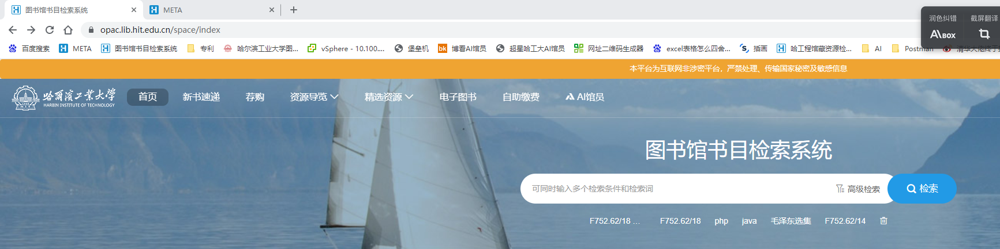 图书馆书目检索系统
META
润色纠错 截屏翻译
opac.lib.hit.edu.cn/space/index
AIBOX
百度搜索 META 图书馆书目检索系统 专利 哈尔滨工业大学图... vSphere - 10.100.... 堡垒机 博看AI馆员 超星哈工大AI馆员 网址二维码生成器 excel表格怎么四舍... 插画 哈工程馆藏资源检... AI Postman
本平台为互联网非涉密平台，严禁处理、传输国家秘密及敏感信息
哈爾濱工業大學
HARBIN INSTITUTE OF TECHNOLOGY
首页 新书速递 荐购 资源导览 精选资源 电子图书 自助缴费 AI馆员
图书馆书目检索系统
可同时输入多个检索条件和检索词 高级检索 检索
F752.62/18 ... F752.62/18 php java 毛泽东选集 F752.62/14